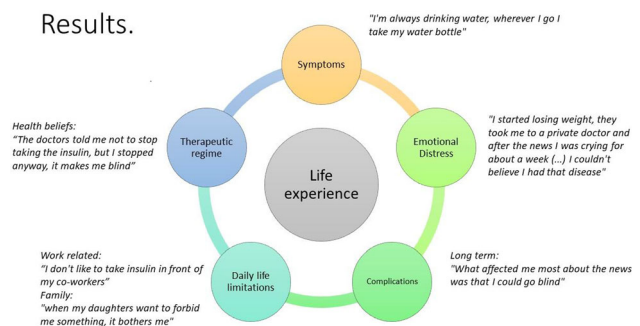 Results.
"I'm always drinking water, wherever I go I
take my water bottle"
Symptoms
Health beliefs:
"The doctors told me not to stop
taking the insulin, but I stopped
anyway, it makes me blind"
Therapeutic
regime
Emotional
Distress
"I started losing weight, they
took me to a private doctor and
after the news I was crying for
about a week (...) I couldn't
believe I had that disease"
Life
experience
Work related:
"I don't like to take insulin in front of
my co-workers"
Family:
"when my daughters want to forbid
me something, it bothers me"
Daily life
limitations
Complications
Long term:
"What affected me most about the news
was that I could go blind"